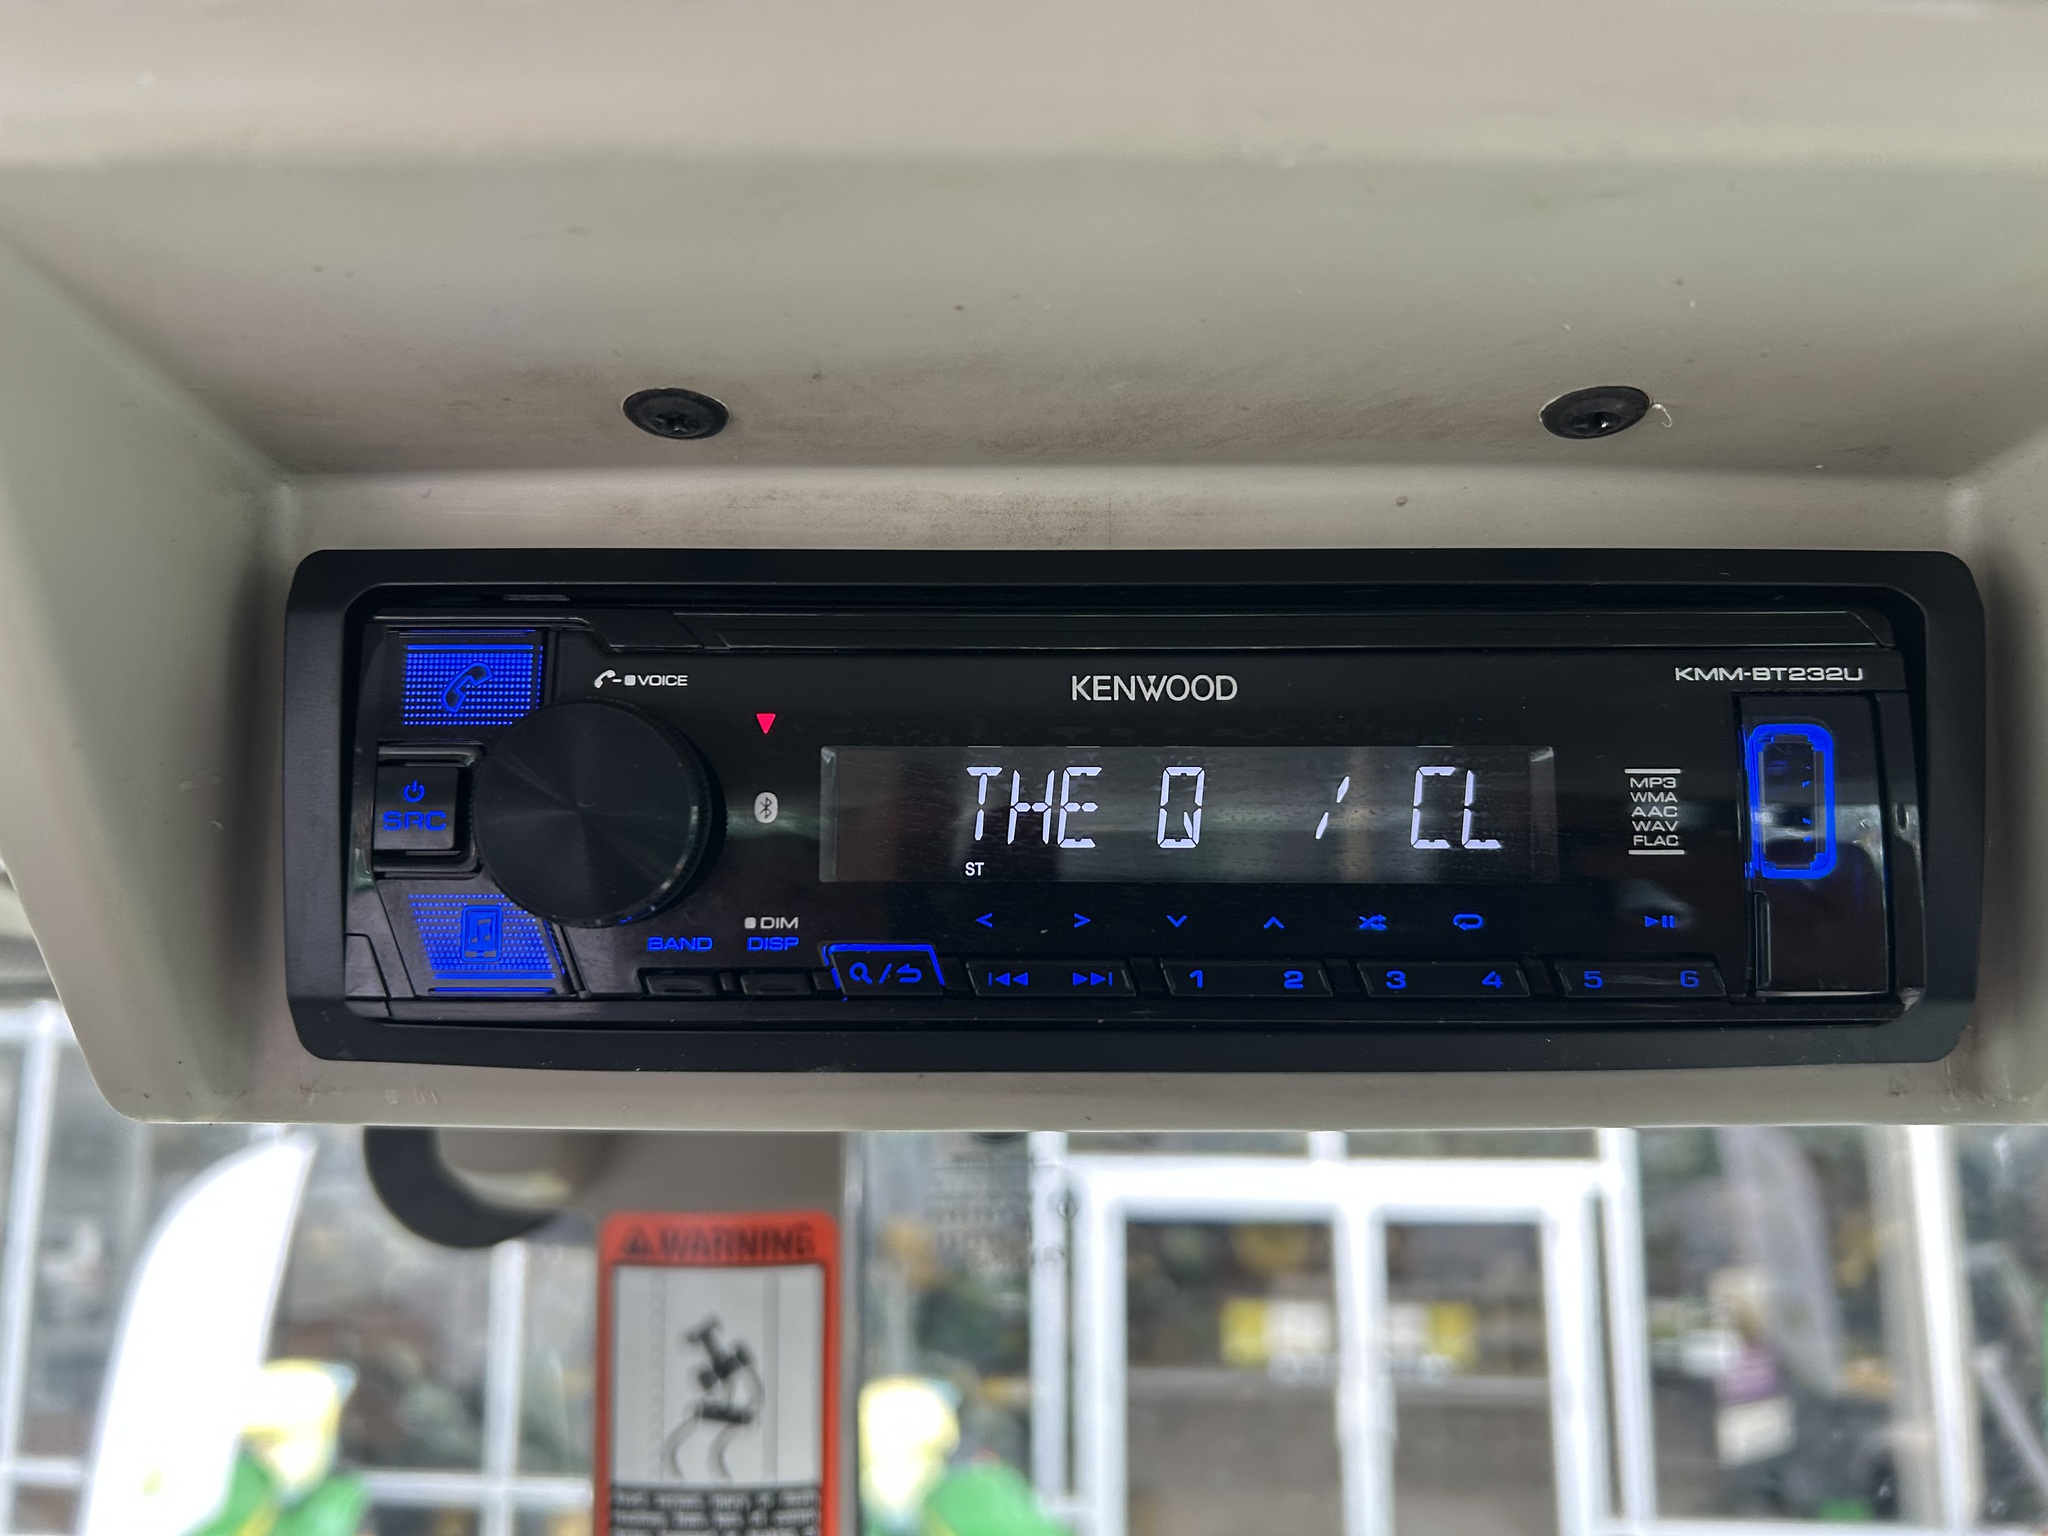 VOICE
KENWOOD
KMM-BT232U
SRC
THE Q / CL
ST
MP3
WMA
AAC
WAV
FLAC
DIM
BAND DISP
1 2 3 4 5 6
WARNING